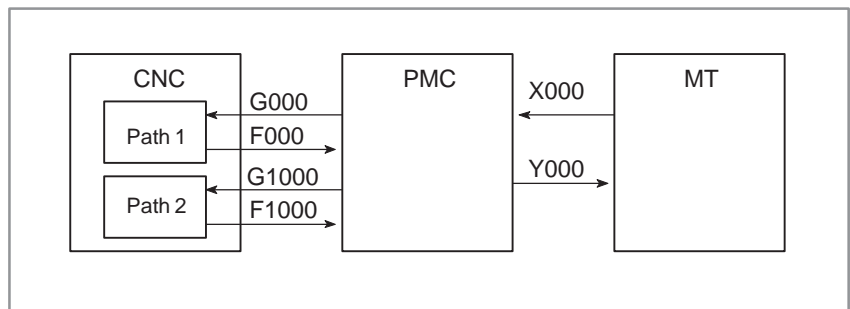 CNC
PMC
MT
Path 1
G000
F000
X000
Path 2
G1000
F1000
Y000